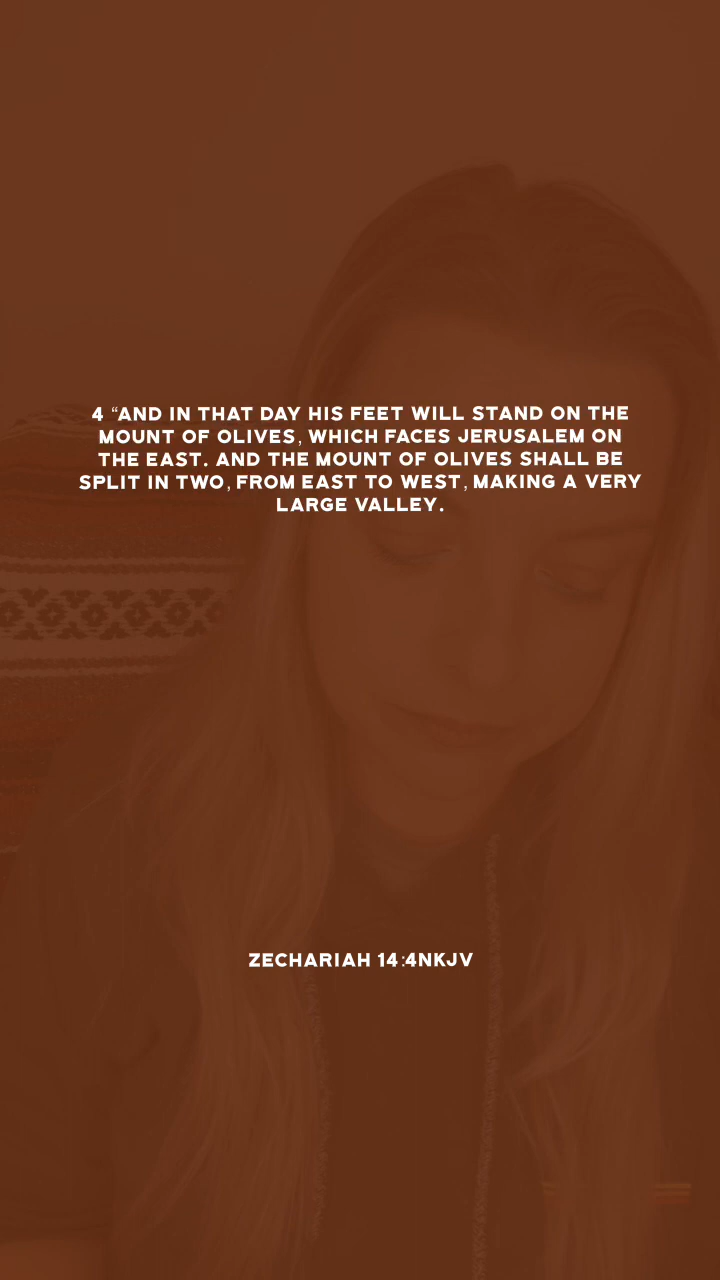 4 “AND IN THAT DAY HIS FEET WILL STAND ON THE
MOUNT OF OLIVES, WHICH FACES JERUSALEM ON
THE EAST. AND THE MOUNT OF OLIVES SHALL BE
SPLIT IN TWO, FROM EAST TO WEST, MAKING A VERY
LARGE VALLEY.
ZECHARIAH 14:4NKJV